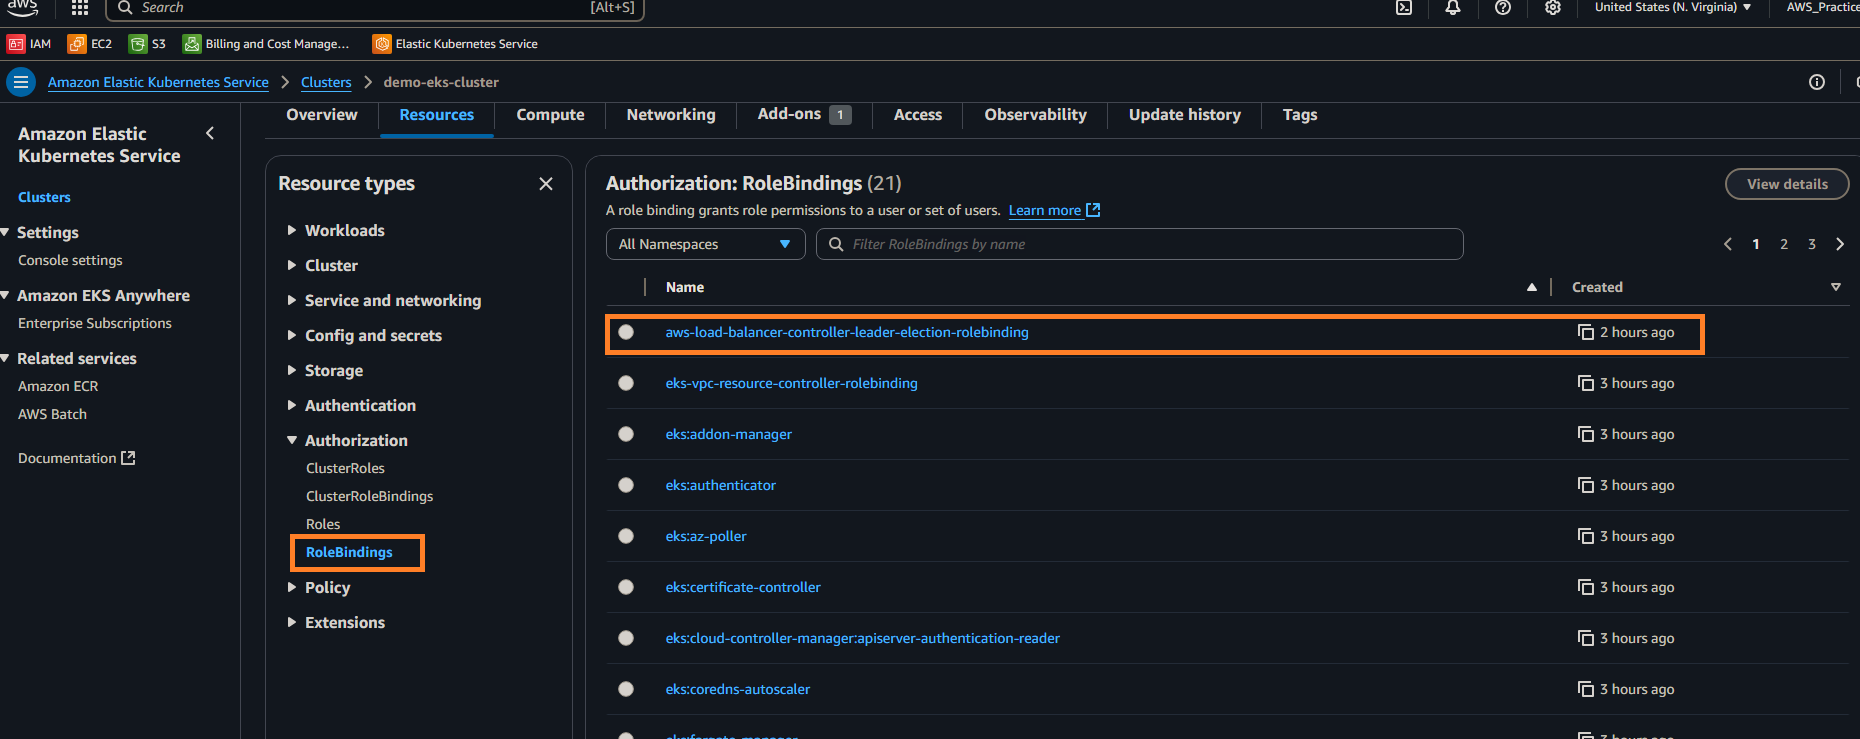 aws
Search [Alt+S] United States (N. Virginia) AWS_Practice
IAM EC2 S3 Billing and Cost Manage... Elastic Kubernetes Service
Amazon Elastic Kubernetes Service Clusters demo-eks-cluster
Amazon Elastic
Kubernetes Service
Clusters
Settings
Console settings
Amazon EKS Anywhere
Enterprise Subscriptions
Related services
Amazon ECR
AWS Batch
Documentation
Overview Resources Compute Networking Add-ons 1 Access Observability Update history Tags
Resource types
Workloads
Cluster
Service and networking
Config and secrets
Storage
Authentication
Authorization
ClusterRoles
ClusterRoleBindings
Roles
RoleBindings
Policy
Extensions
Authorization: RoleBindings (21) View details
A role binding grants role permissions to a user or set of users. Learn more
All Namespaces Filter RoleBindings by name 1 2 3
Name Created
aws-load-balancer-controller-leader-election-rolebinding 2 hours ago
eks-vpc-resource-controller-rolebinding 3 hours ago
eks:addon-manager 3 hours ago
eks:authenticator 3 hours ago
eks:az-poller 3 hours ago
eks:certificate-controller 3 hours ago
eks:cloud-controller-manager:apiserver-authentication-reader 3 hours ago
eks:coredns-autoscaler 3 hours ago
eks:fargate-manager 3 hours ago